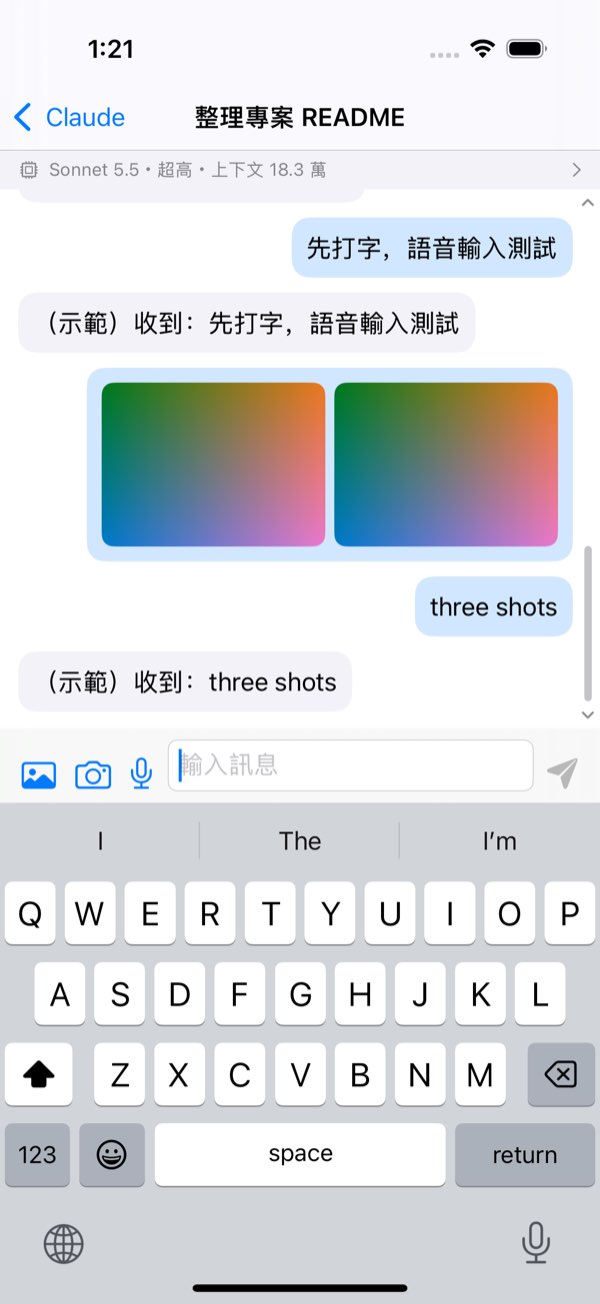 1:21
Claude
整理專案 README
Sonnet 5.5・超高・上下文 18.3 萬
先打字，語音輸入測試
（示範）收到：先打字，語音輸入測試
three shots
（示範）收到：three shots
輸入訊息
I The I’m
Q W E R T Y U I O P
A S D F G H J K L
Z X C V B N M
123 space return